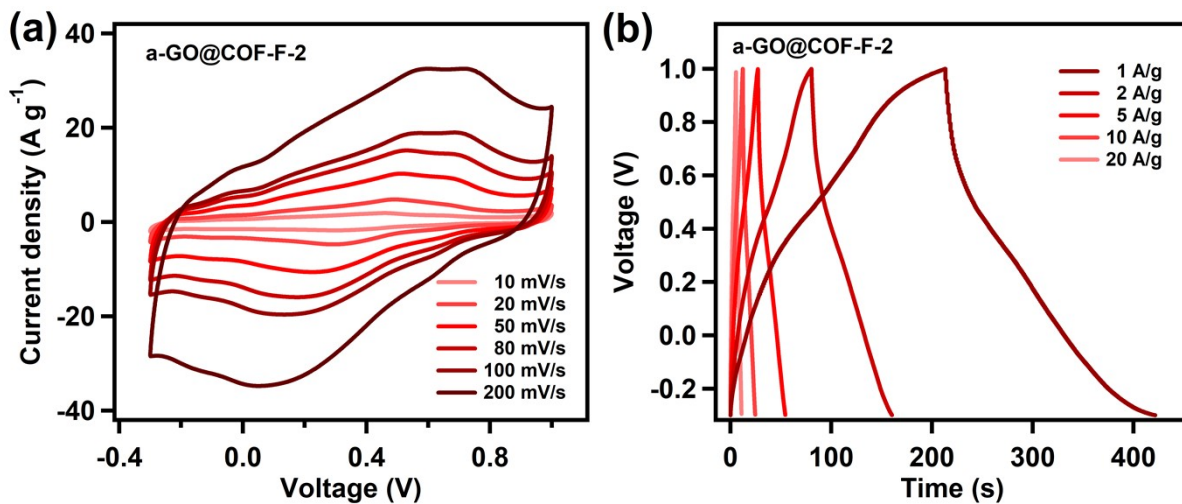 (a)
a-GO@COF-F-2
Current density (A g⁻¹)
40
20
0
-20
-40
-0.4
0.0
0.4
0.8
Voltage (V)
10 mV/s
20 mV/s
50 mV/s
80 mV/s
100 mV/s
200 mV/s
(b)
a-GO@COF-F-2
Voltage (V)
1.0
0.8
0.6
0.4
0.2
0.0
-0.2
0
100
200
300
400
Time (s)
1 A/g
2 A/g
5 A/g
10 A/g
20 A/g